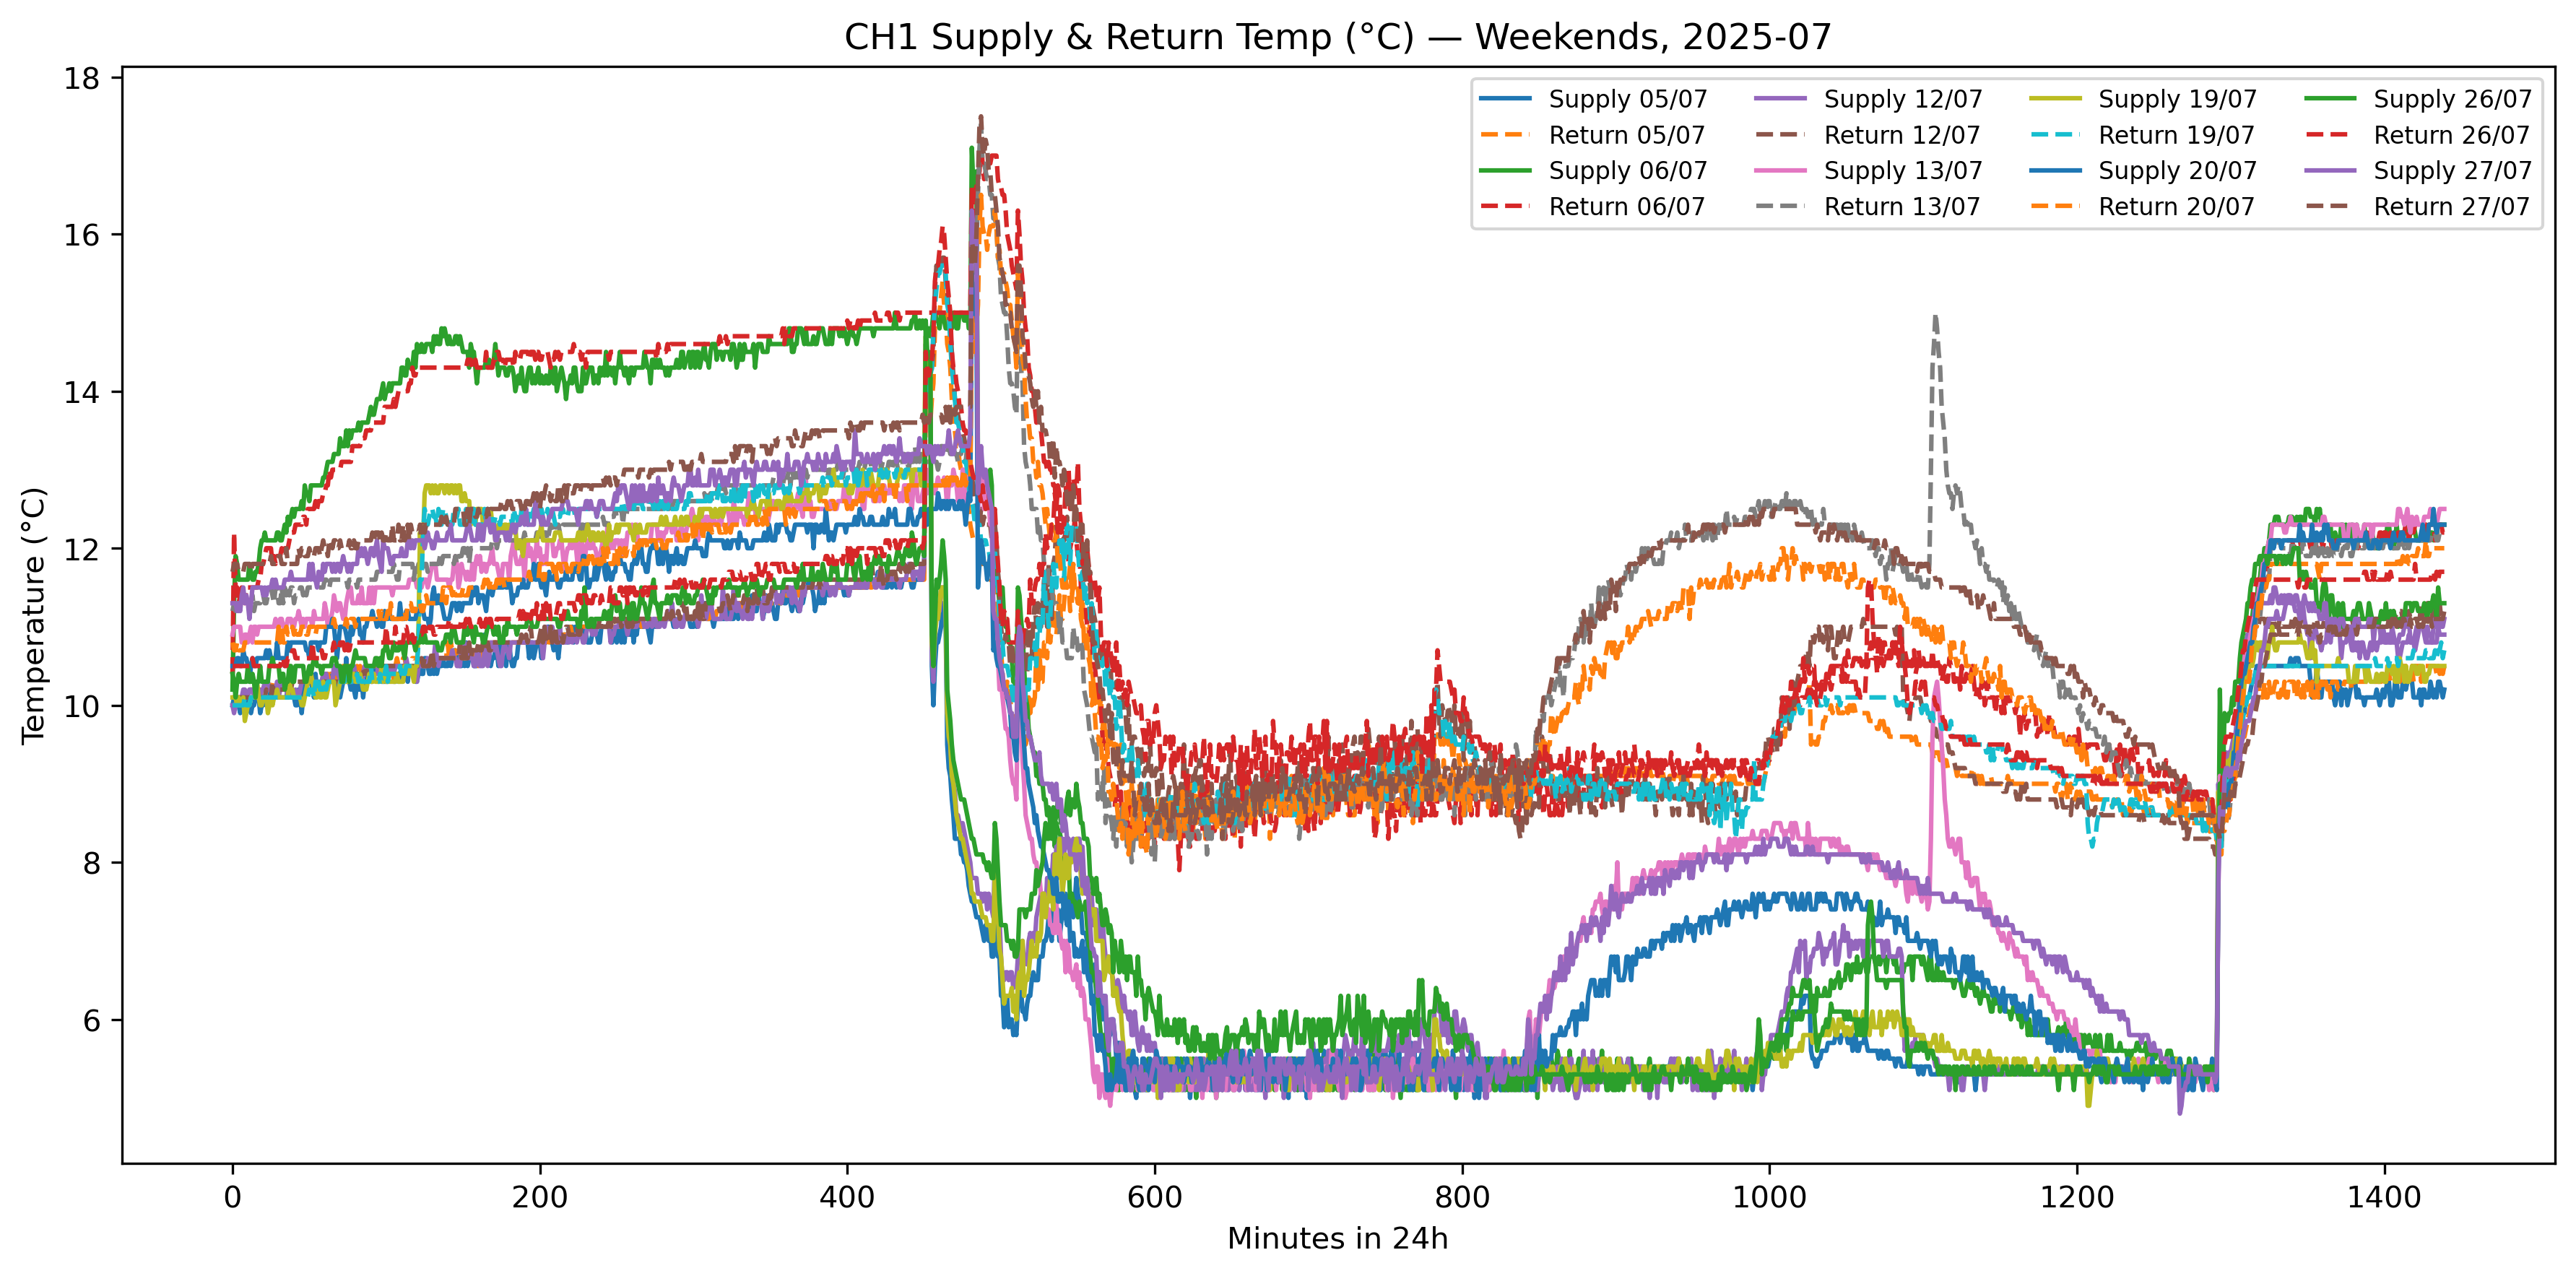 CH1 Supply & Return Temp (°C) — Weekends, 2025-07
Temperature (°C)
18
16
14
12
10
8
6
Supply 05/07
Return 05/07
Supply 06/07
Return 06/07
Supply 12/07
Return 12/07
Supply 13/07
Return 13/07
Supply 19/07
Return 19/07
Supply 20/07
Return 20/07
Supply 26/07
Return 26/07
Supply 27/07
Return 27/07
0 200 400 600 800 1000 1200 1400
Minutes in 24h